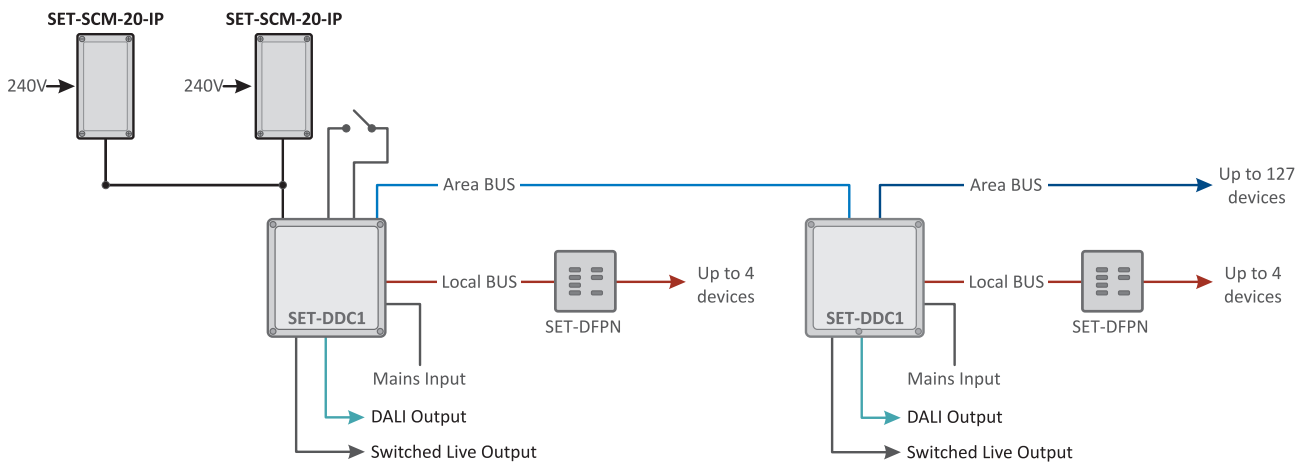 SET-SCM-20-IP
SET-SCM-20-IP
240V
240V
Area BUS
Area BUS
Up to 127
devices
Local BUS
Up to 4
devices
Local BUS
Up to 4
devices
SET-DDC1
SET-DFPN
SET-DDC1
SET-DFPN
Mains Input
Mains Input
DALI Output
DALI Output
Switched Live Output
Switched Live Output